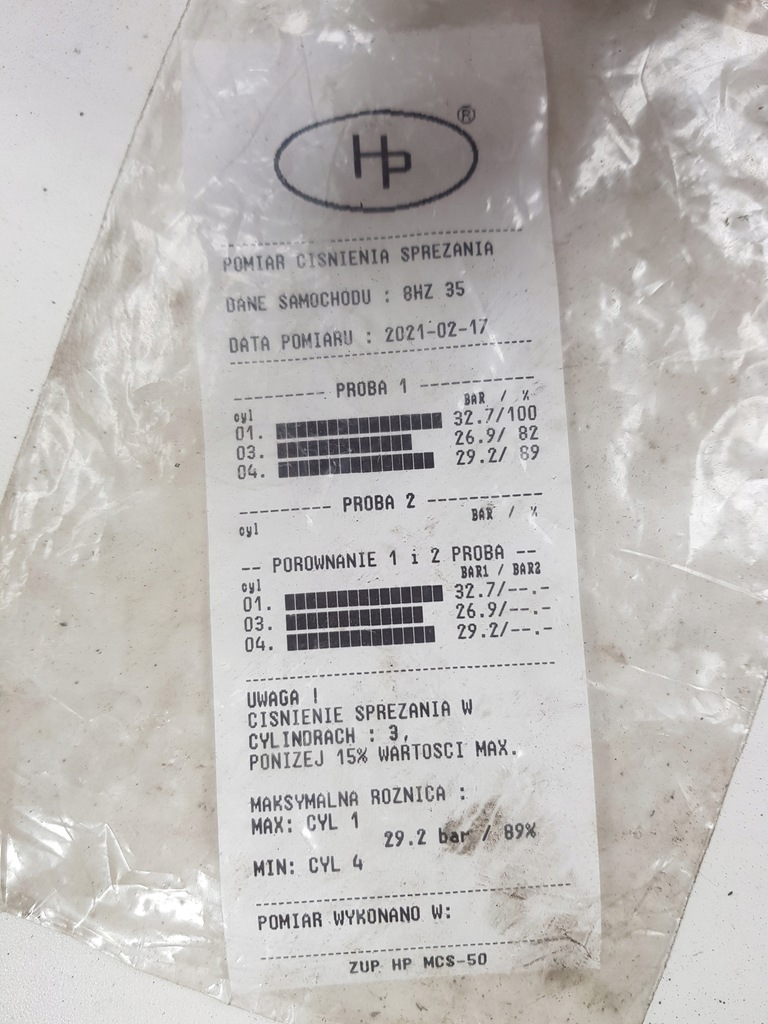 Hp ®
POMIAR CISNIENIA SPREZANIA
DANE SAMOCHODU : 8HZ 35
DATA POMIARU : 2021-02-17
--------- PROBA 1 -----------
cyl BAR / %
01. 32.7/100
03. 26.9/ 82
04. 29.2/ 89
--------- PROBA 2 -----------
cyl BAR / %
-- POROWNANIE 1 i 2 PROBA --
cyl BAR1 / BAR2
01. 32.7/--.-
03. 26.9/--.-
04. 29.2/--.-
UWAGA !
CISNIENIE SPREZANIA W
CYLINDRACH : 3,
PONIZEJ 15% WARTOSCI MAX.
MAKSYMALNA ROZNICA :
MAX: CYL 1
29.2 bar / 89%
MIN: CYL 4
POMIAR WYKONANO W:
ZUP HP MCS-50